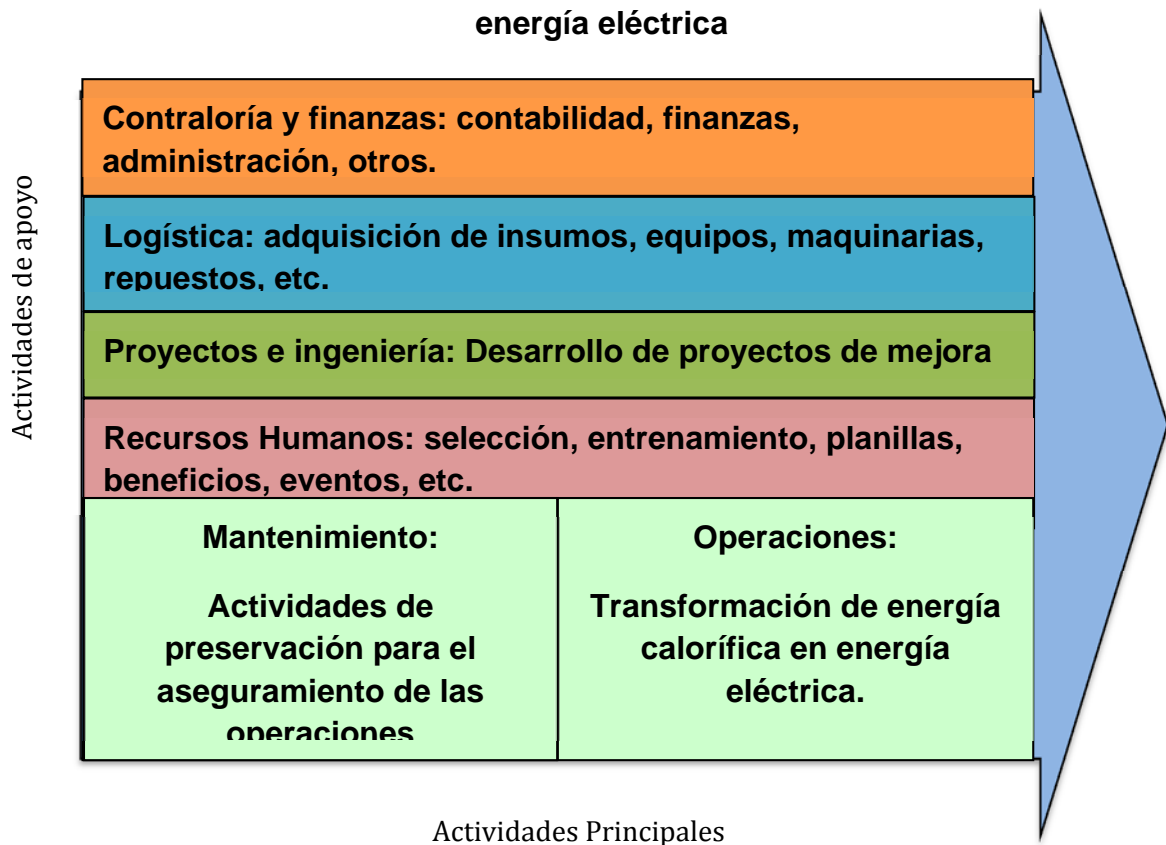 energía eléctrica
Actividades de apoyo
Contraloría y finanzas: contabilidad, finanzas,
administración, otros.
Logística: adquisición de insumos, equipos, maquinarias,
repuestos, etc.
Proyectos e ingeniería: Desarrollo de proyectos de mejora
Recursos Humanos: selección, entrenamiento, planillas,
beneficios, eventos, etc.
Mantenimiento:
Actividades de
preservación para el
aseguramiento de las
operaciones
Operaciones:
Transformación de energía
calorífica en energía
eléctrica.
Actividades Principales